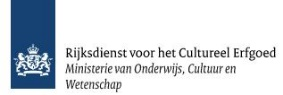 Rijksdienst voor het Cultureel Erfgoed
Ministerie van Onderwijs, Cultuur en
Wetenschap